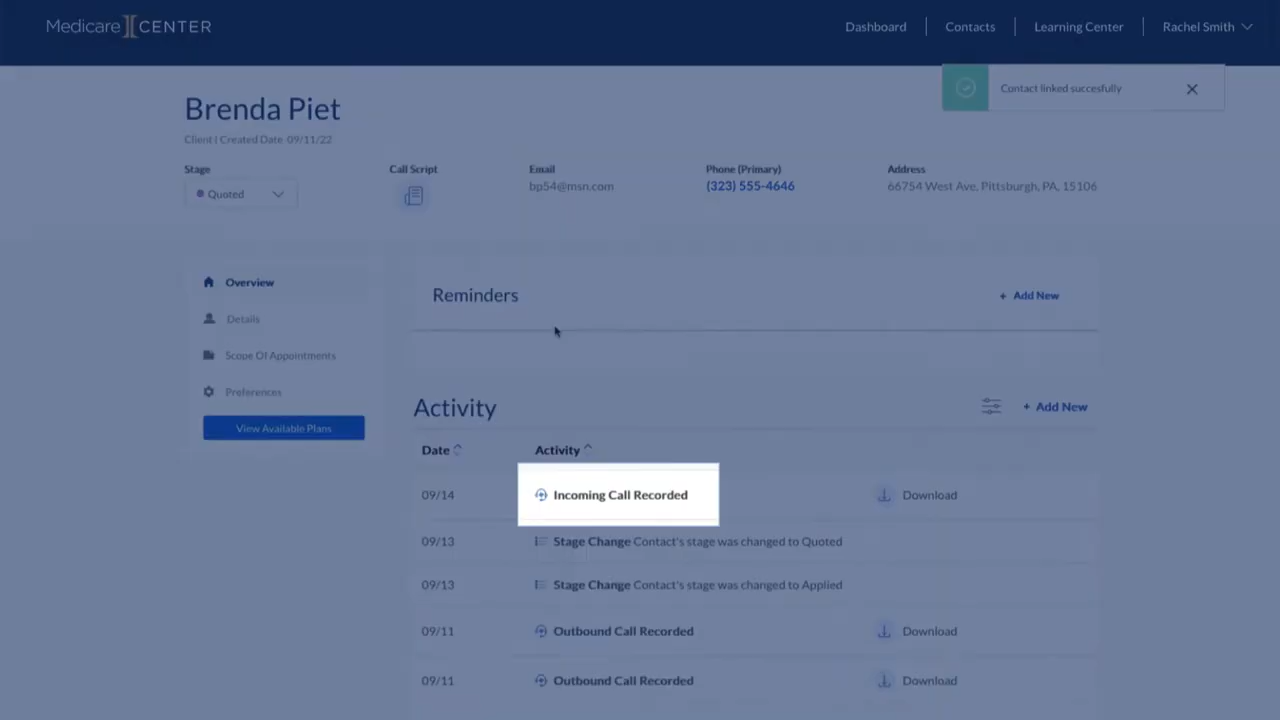 MedicareCENTER
Dashboard Contacts Learning Center Rachel Smith
Contact linked succesfully
Brenda Piet
Client | Created Date 09/11/22
Stage Call Script Email Phone (Primary) Address
Quoted bp54@msn.com (323) 555-4646 66754 West Ave, Pittsburgh, PA, 15106
Overview
Details
Scope Of Appointments
Preferences
View Available Plans
Reminders + Add New
Activity + Add New
Date Activity
09/14 Incoming Call Recorded Download
09/13 Stage Change Contact's stage was changed to Quoted
09/13 Stage Change Contact's stage was changed to Applied
09/11 Outbound Call Recorded Download
09/11 Outbound Call Recorded Download